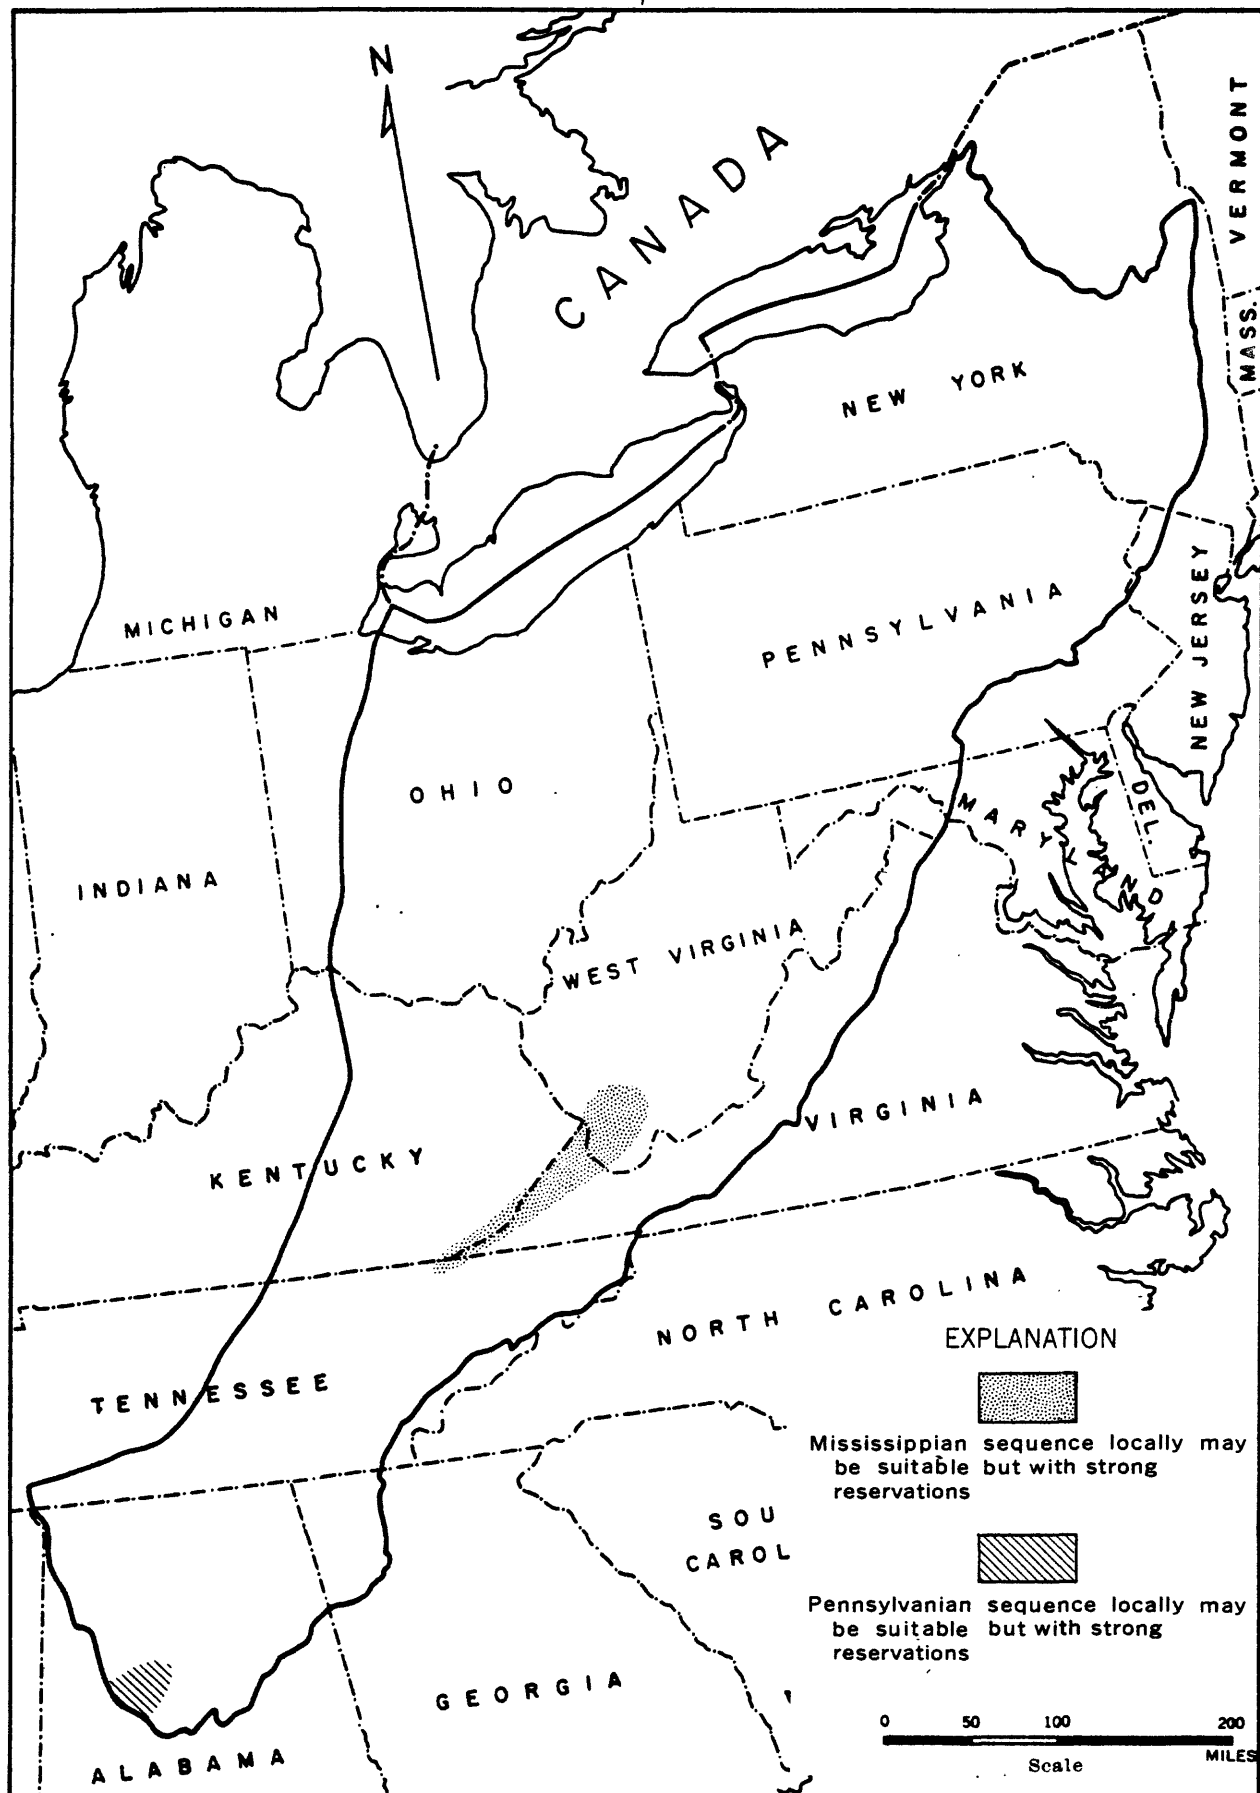 N
CANADA
VERMONT
MASS.
NEW YORK
MICHIGAN
PENNSYLVANIA
NEW JERSEY
OHIO
MARYLAND
DEL.
INDIANA
WEST VIRGINIA
VIRGINIA
KENTUCKY
NORTH CAROLINA
TENNESSEE
EXPLANATION
Mississippian sequence locally may
be suitable but with strong
reservations
SOU
CAROL
Pennsylvanian sequence locally may
be suitable but with strong
reservations
GEORGIA
ALABAMA
0 50 100 200
MILES
Scale